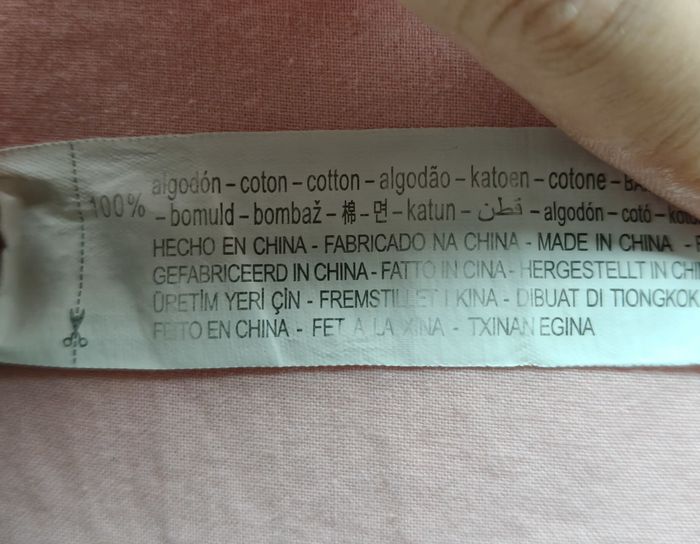 100% algodón – coton – cotton – algodão – katoen – cotone –
– bomuld – bombaž – 棉 – 면 – katun – قطن – algodón – cotó –
HECHO EN CHINA - FABRICADO NA CHINA - MADE IN CHINA -
GEFABRICEERD IN CHINA - FATTO IN CINA - HERGESTELLT IN
ÜRETİM YERİ ÇİN - FREMSTILLET I KINA - DIBUAT DI TIONGKOK
FEITO EN CHINA - FET A LA XINA - TXINAN EGINA